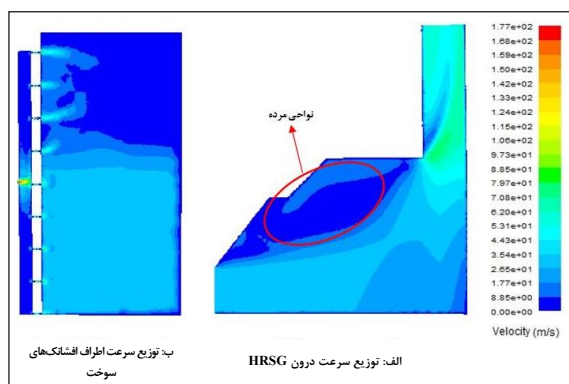 نواحی مرده
1.77e+02
1.68e+02
1.59e+02
1.50e+02
1.42e+02
1.33e+02
1.24e+02
1.15e+02
1.06e+02
9.73e+01
8.85e+01
7.97e+01
7.08e+01
6.20e+01
5.31e+01
4.43e+01
3.54e+01
2.65e+01
1.77e+01
8.85e+00
0.00e+00
Velocity (m/s)
الف: توزیع سرعت درون HRSG
ب: توزیع سرعت اطراف افشانک‌های
سوخت